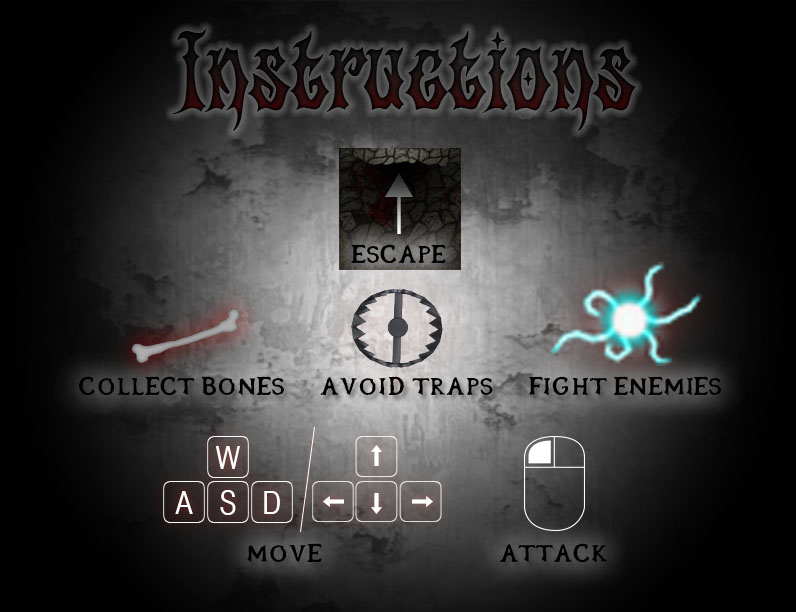 Instructions
ESCAPE
COLLECT BONES
AVOID TRAPS
FIGHT ENEMIES
W
A S D
MOVE
ATTACK